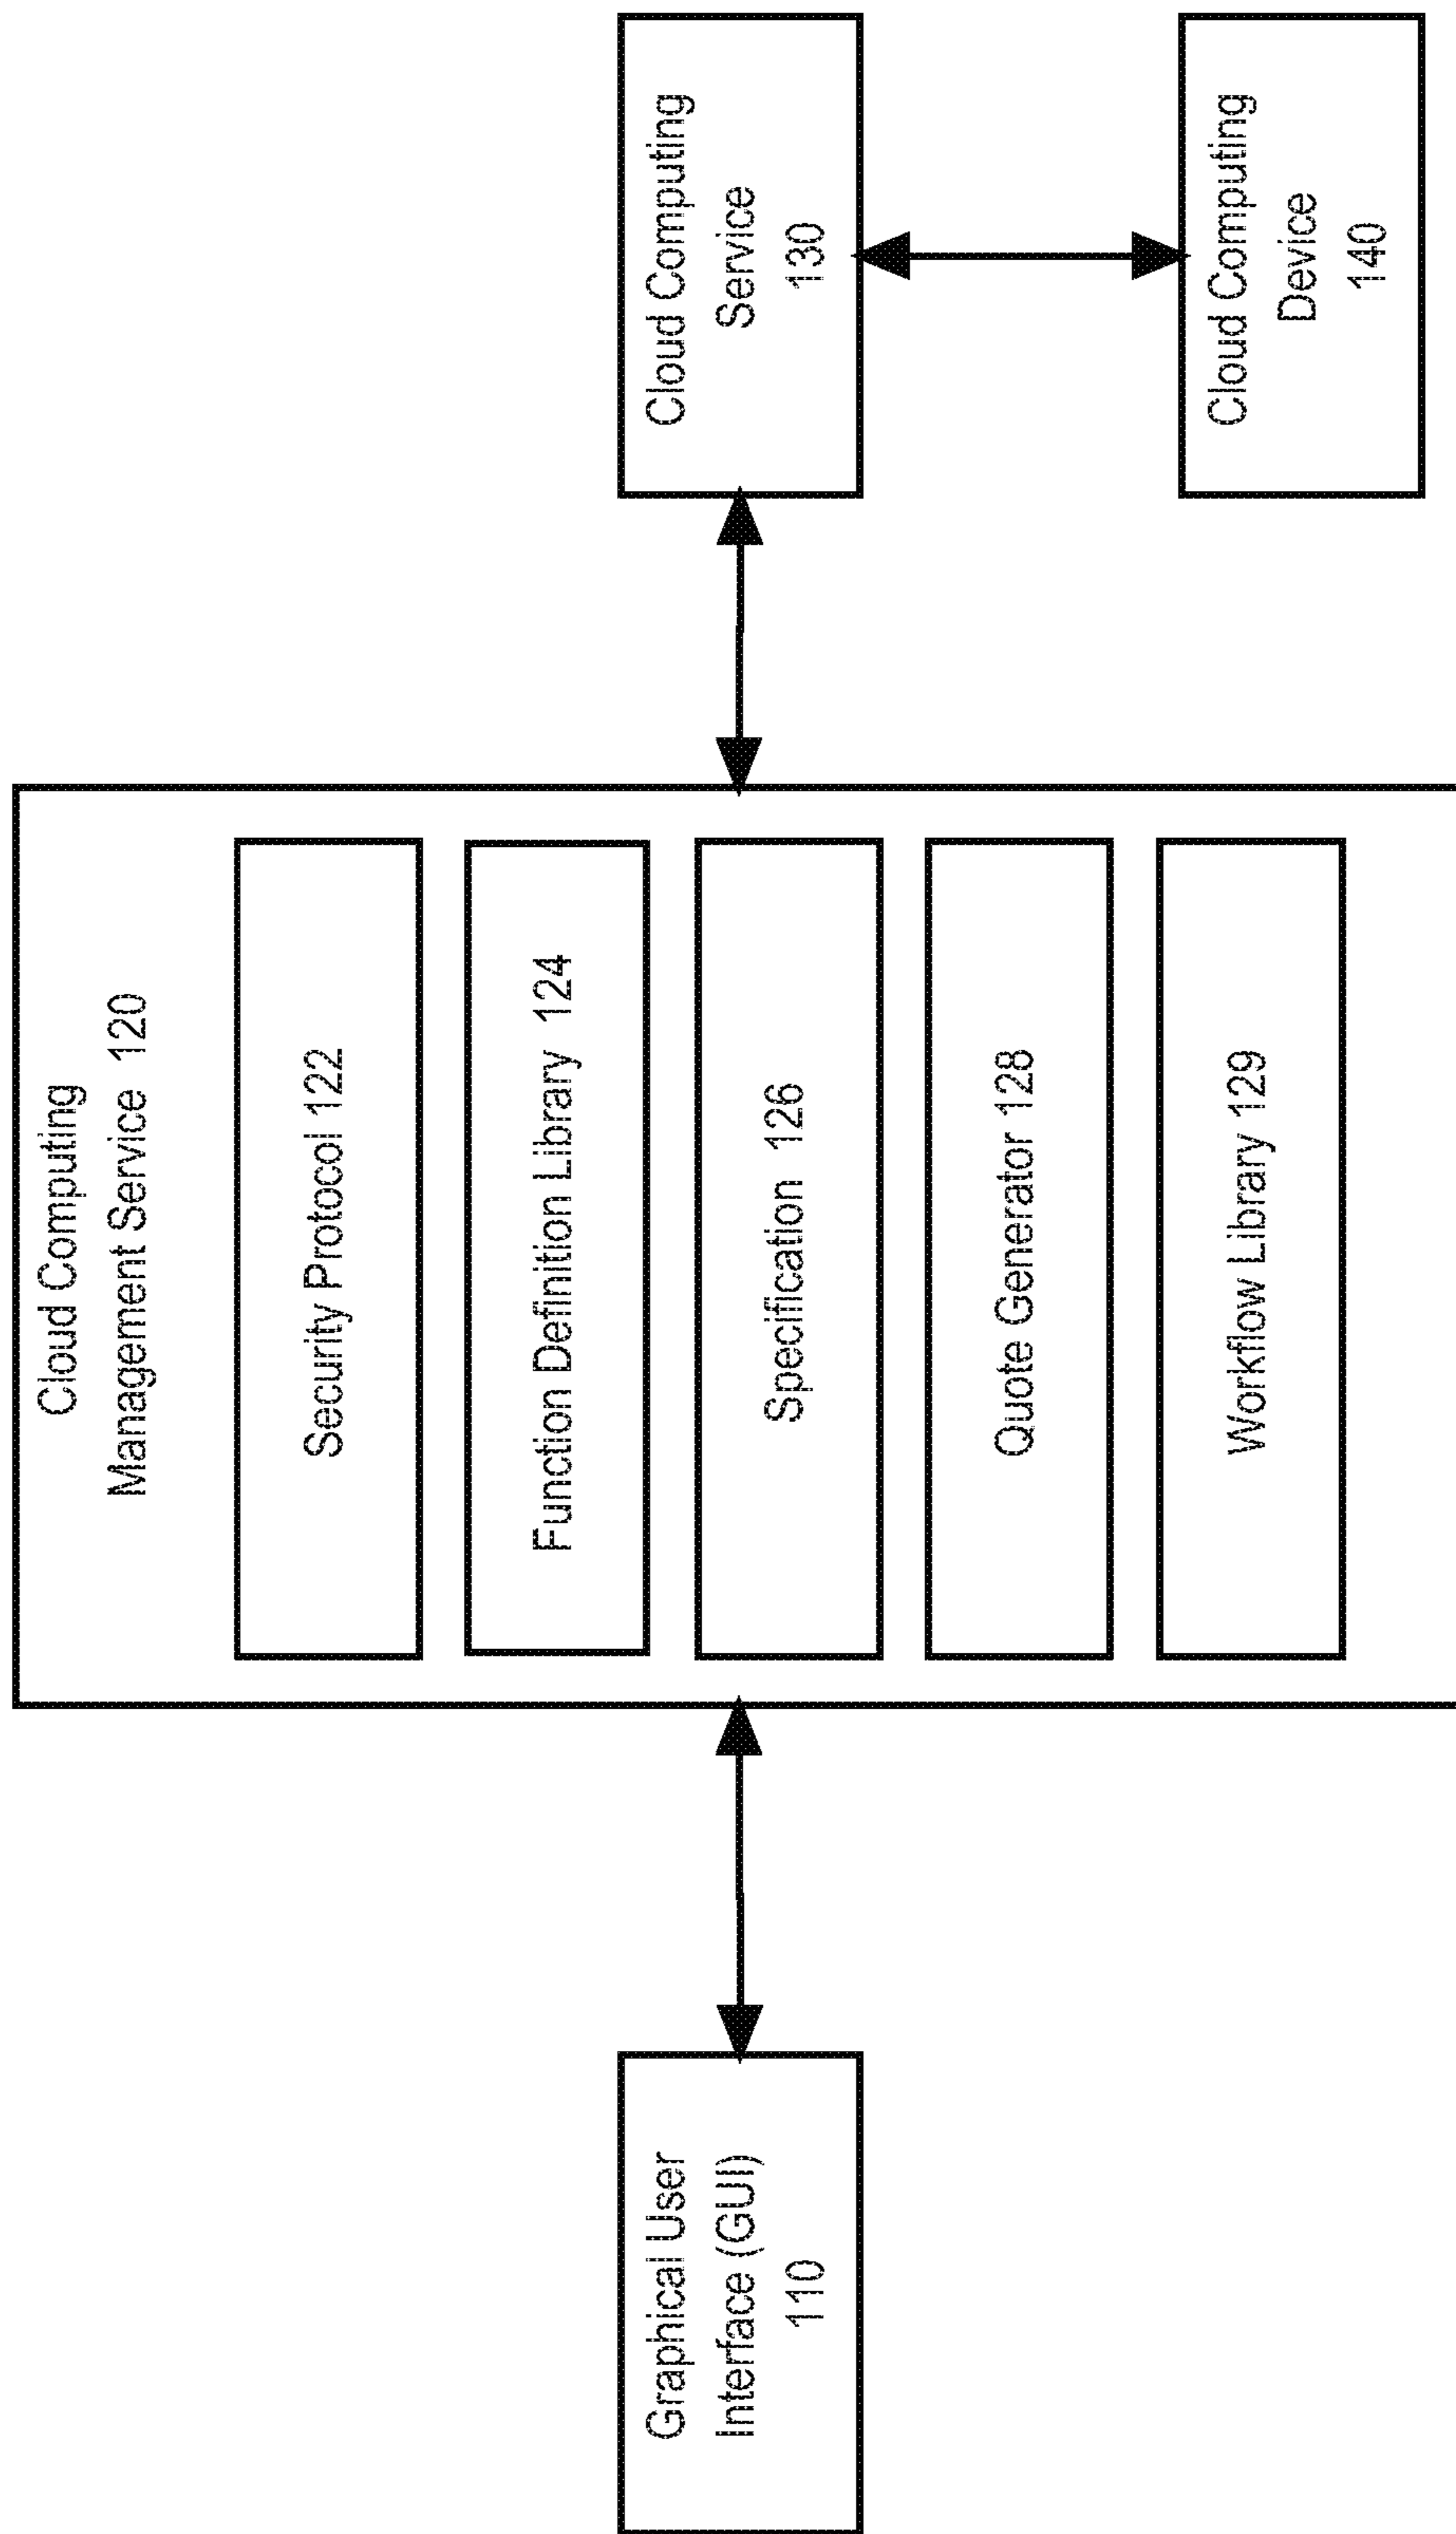 Graphical User
Interface (GUI)
110
Cloud Computing
Management Service 120
Security Protocol 122
Function Definition Library 124
Specification 126
Quote Generator 128
Workflow Library 129
Cloud Computing
Service
130
Cloud Computing
Device
140